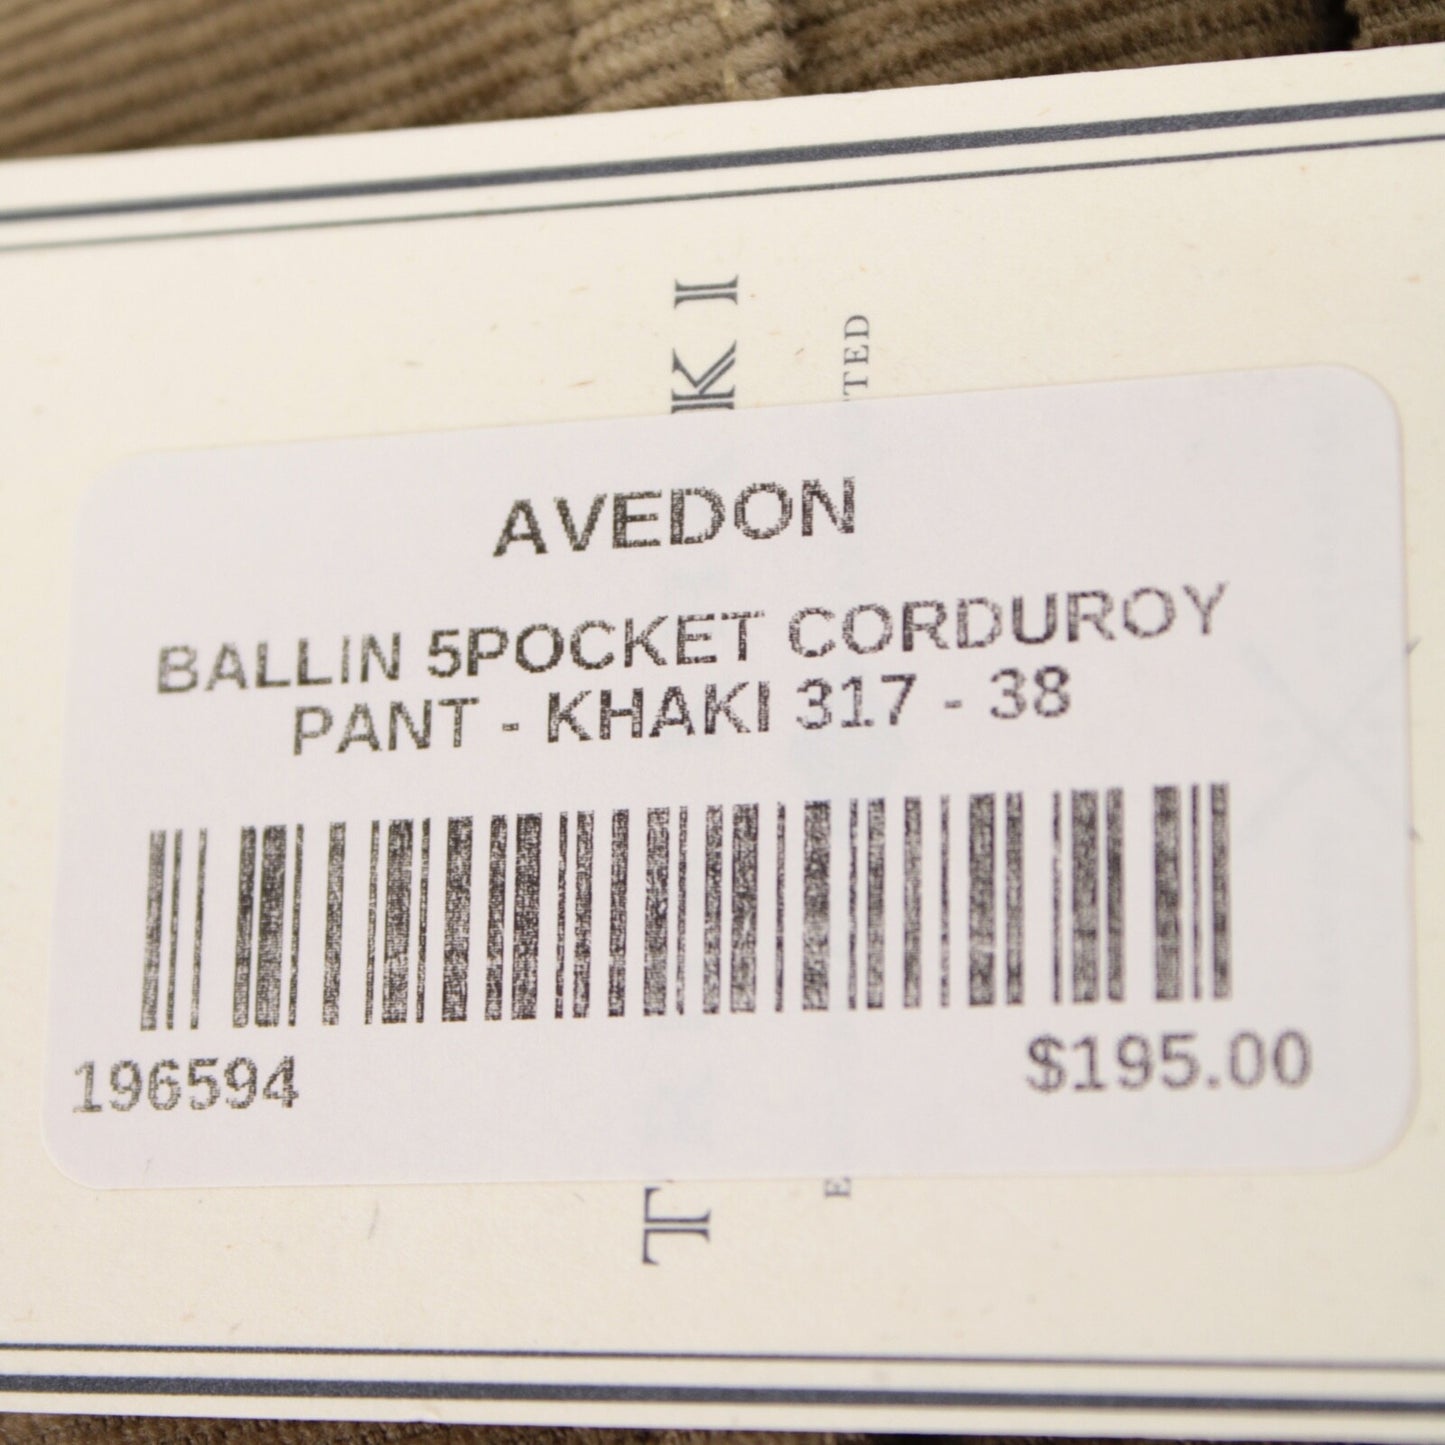 AVEDON
BALLIN 5POCKET CORDUROY
PANT - KHAKI 317 - 38
196594
$195.00